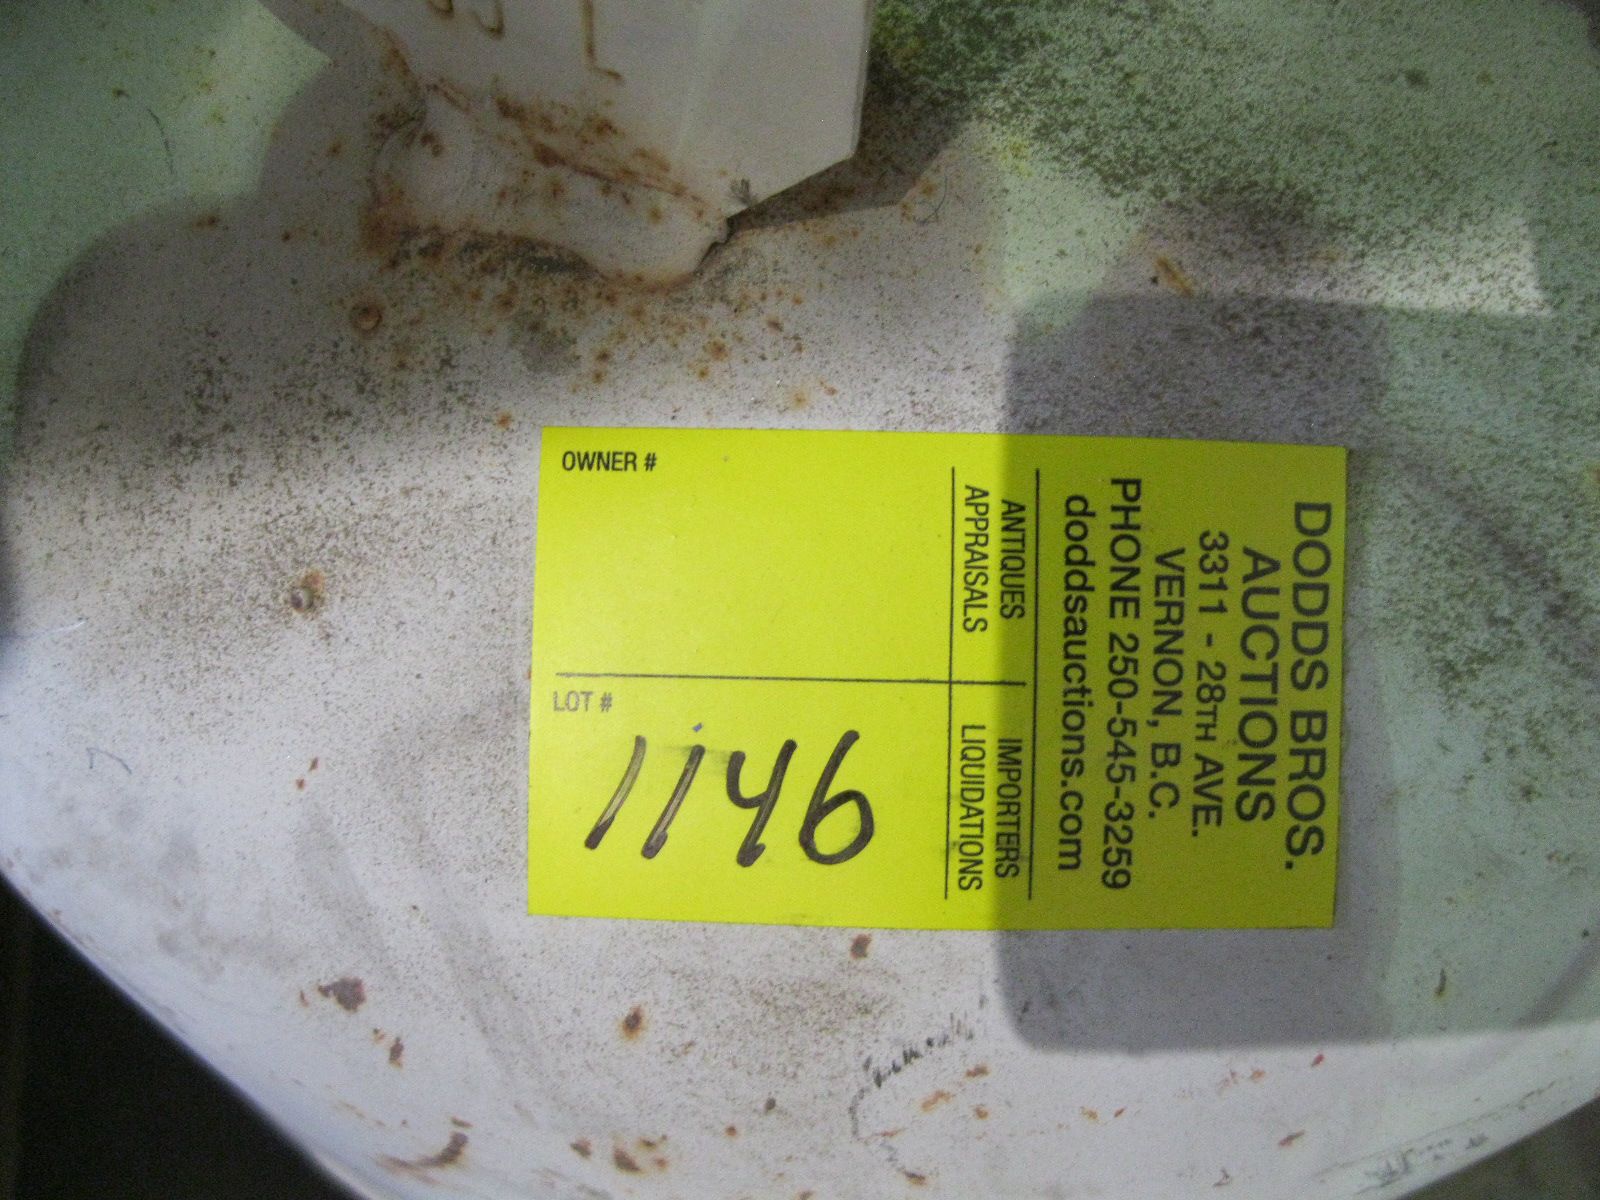 DODDS BROS.
AUCTIONS
3311 - 28TH AVE.
VERNON, B.C.
PHONE 250-545-3259
doddsauctions.com
ANTIQUES IMPORTERS
APPRAISALS LIQUIDATIONS
OWNER #
LOT #
1146